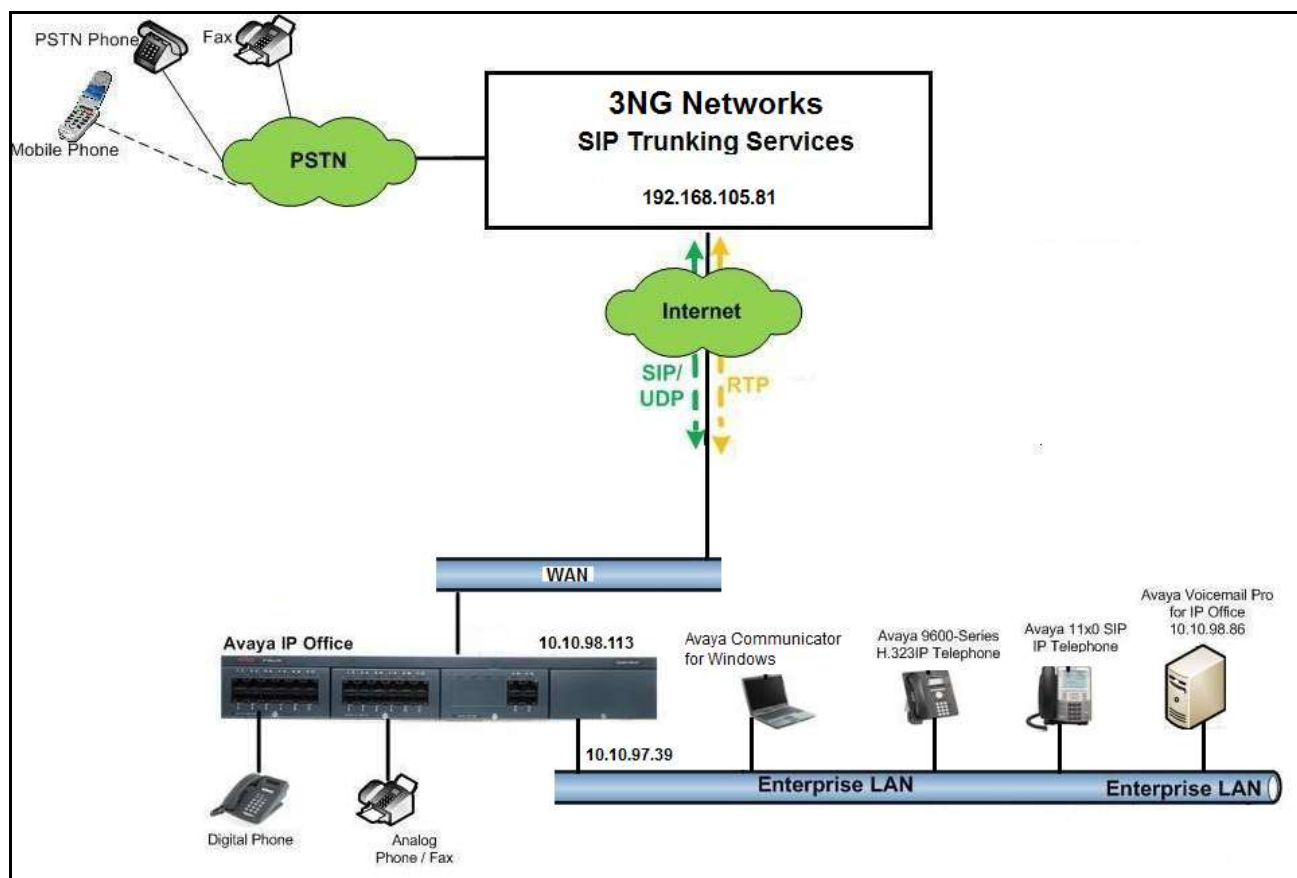 PSTN Phone
Fax
Mobile Phone
PSTN
3NG Networks
SIP Trunking Services
192.168.105.81
Internet
SIP/
UDP
RTP
WAN
Avaya IP Office
10.10.98.113
Avaya Communicator
for Windows
Avaya 9600-Series
H.323IP Telephone
Avaya 11x0 SIP
IP Telephone
Avaya Voicemail Pro
for IP Office
10.10.98.86
10.10.97.39
Enterprise LAN
Enterprise LAN
Digital Phone
Analog
Phone / Fax